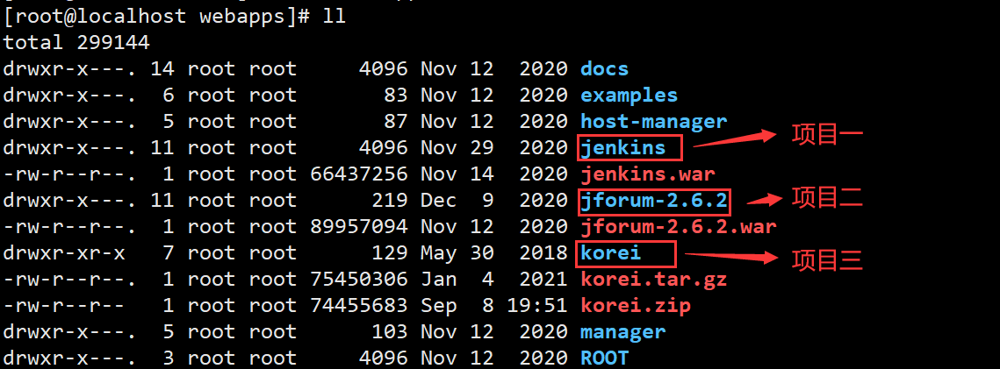 [root@localhost webapps]# ll
total 299144
drwxr-x---. 14 root root     4096 Nov 12  2020 docs
drwxr-x---.  6 root root       83 Nov 12  2020 examples
drwxr-x---.  5 root root       87 Nov 12  2020 host-manager
drwxr-x---. 11 root root     4096 Nov 29  2020 jenkins 项目一
-rw-r--r--.  1 root root 66437256 Nov 14  2020 jenkins.war
drwxr-x---. 11 root root      219 Dec  9  2020 jforum-2.6.2 项目二
-rw-r--r--.  1 root root 89957094 Nov 12  2020 jforum-2.6.2.war
drwxr-xr-x   7 root root      129 May 30  2018 korei 项目三
-rw-r--r--.  1 root root 75450306 Jan  4  2021 korei.tar.gz
-rw-r--r--   1 root root 74455683 Sep  8 19:51 korei.zip
drwxr-x---.  5 root root      103 Nov 12  2020 manager
drwxr-x---.  3 root root     4096 Nov 12  2020 ROOT